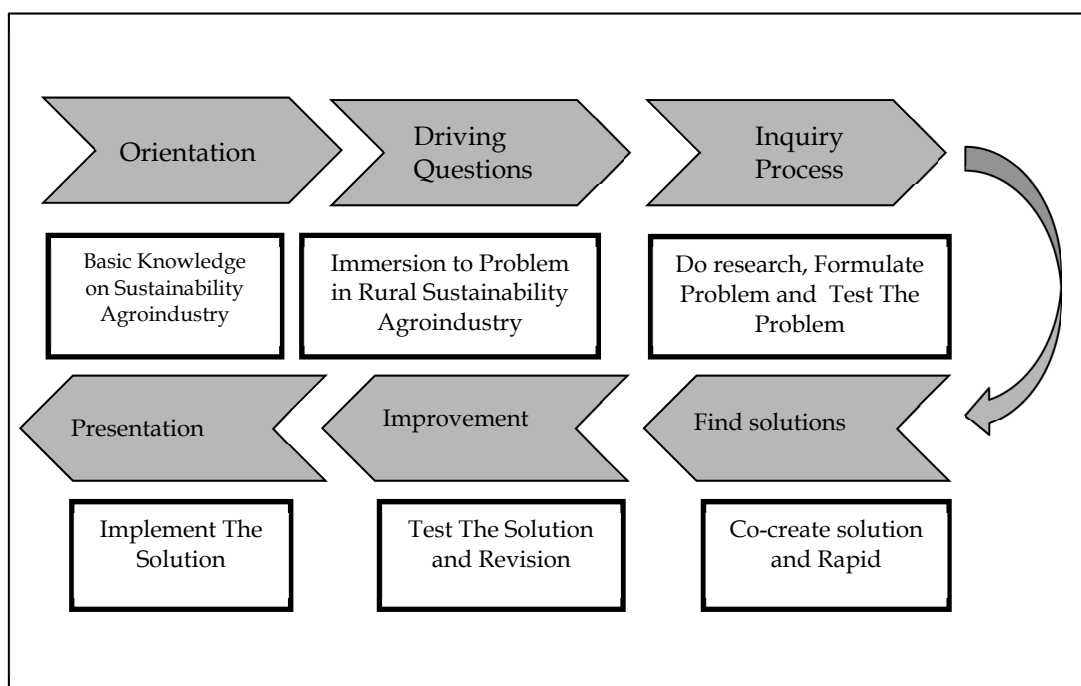 Orientation
Driving
Questions
Inquiry
Process
Basic Knowledge
on Sustainability
Agroindustry
Immersion to Problem
in Rural Sustainability
Agroindustry
Do research, Formulate
Problem and Test The
Problem
Find solutions
Improvement
Presentation
Co-create solution
and Rapid
Test The Solution
and Revision
Implement The
Solution